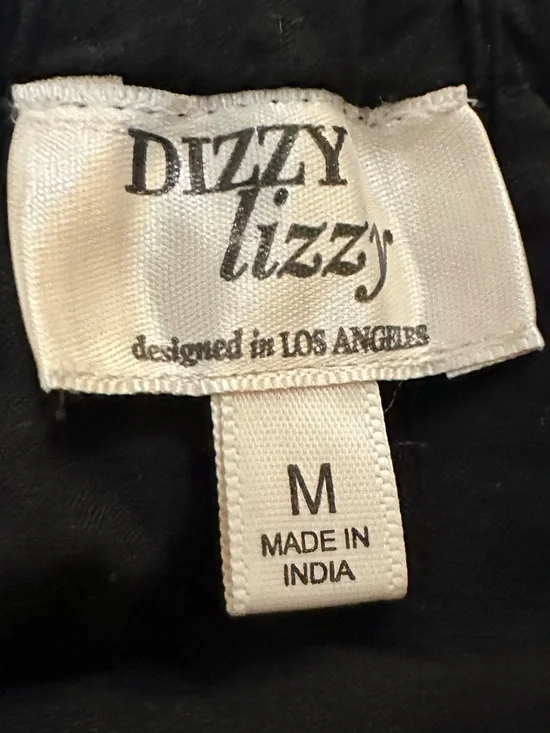 DIZZY
lizzy
designed in LOS ANGELES
M
MADE IN
INDIA